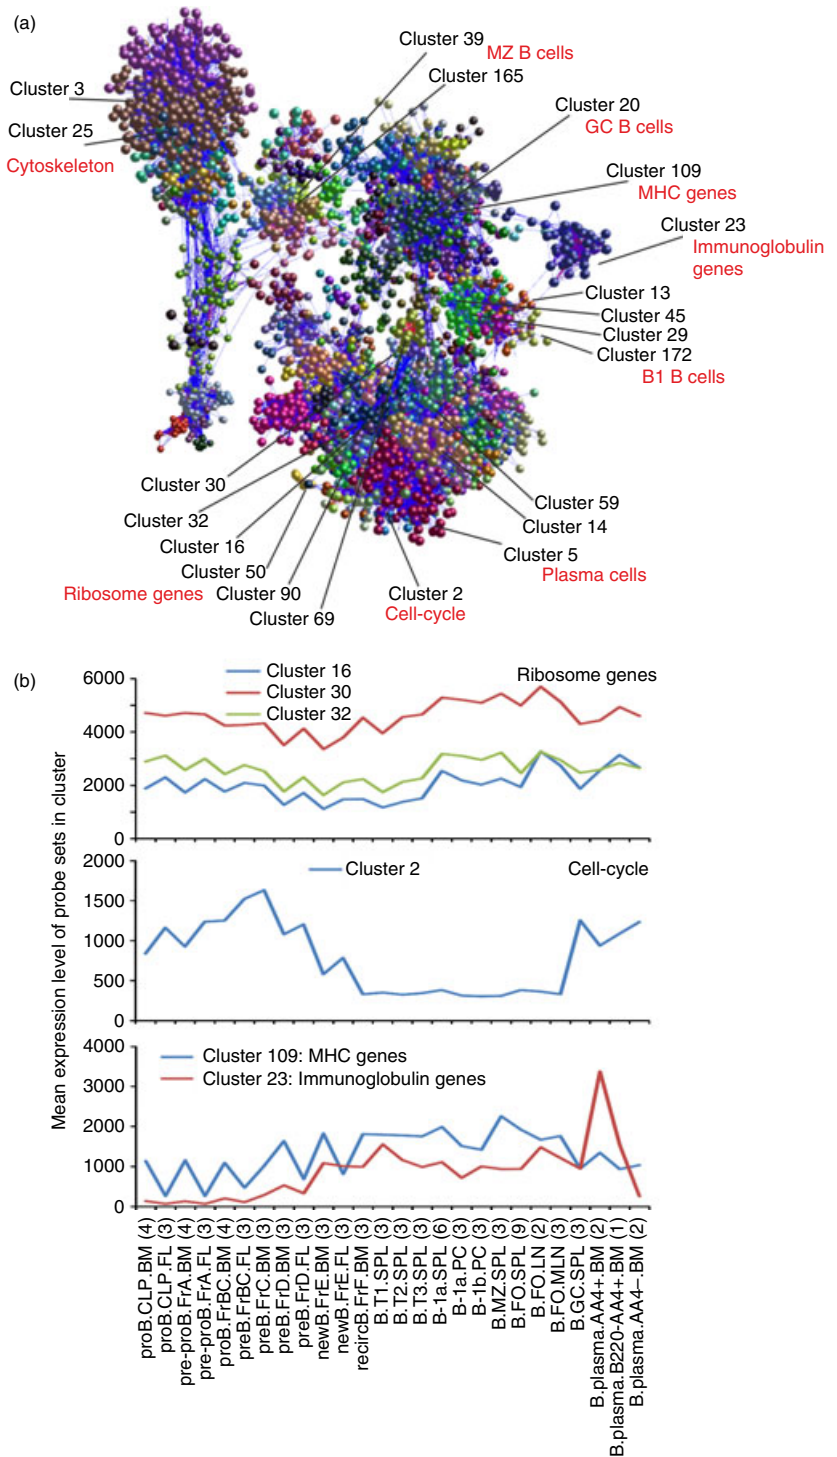 (a)
Cluster 39
MZ B cells
Cluster 165
Cluster 3
Cluster 25
Cytoskeleton
Cluster 20
GC B cells
Cluster 109
MHC genes
Cluster 23
Immunoglobulin
genes
Cluster 13
Cluster 45
Cluster 29
Cluster 172
B1 B cells
Cluster 30
Cluster 32
Cluster 16
Cluster 50
Ribosome genes
Cluster 90
Cluster 69
Cluster 2
Cell-cycle
Cluster 59
Cluster 14
Cluster 5
Plasma cells
(b)
Mean expression level of probe sets in cluster
6000
4000
2000
0
Cluster 16
Cluster 30
Cluster 32
Ribosome genes
2000
1500
1000
500
0
Cluster 2
Cell-cycle
4000
3000
2000
1000
0
Cluster 109: MHC genes
Cluster 23: Immunoglobulin genes
proB.CLP.BM (4)
proB.CLP.FL (3)
pre-proB.FrA.BM (4)
pre-proB.FrA.FL (3)
proB.FrBC.BM (4)
preB.FrBC.FL (3)
preB.FrC.BM (3)
preB.FrD.BM (3)
preB.FrD.FL (3)
newB.FrE.BM (3)
newB.FrE.FL (3)
recircB.FrF.BM (3)
B.T1.SPL (3)
B.T2.SPL (3)
B.T3.SPL (3)
B-1a.SPL (6)
B-1a.PC (3)
B-1b.PC (3)
B.MZ.SPL (3)
B.FO.SPL (9)
B.FO.LN (2)
B.FO.MLN (3)
B.GC.SPL (3)
B.plasma.AA4+.BM (2)
B.plasma.B220-AA4+.BM (1)
B.plasma.AA4–.BM (2)